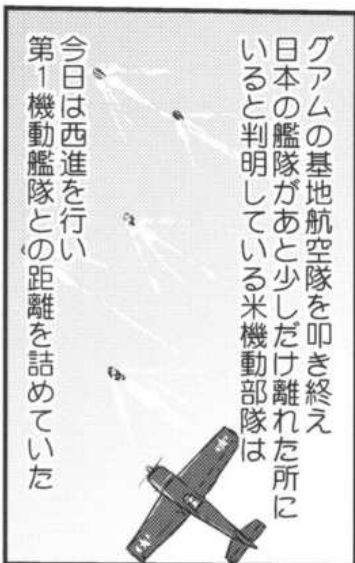 グアムの基地航空隊を叩き終え
日本の艦隊があと少しだけ離れた所に
いると判明している米機動部隊は
今日は西進を行い
第1機動艦隊との距離を詰めていた